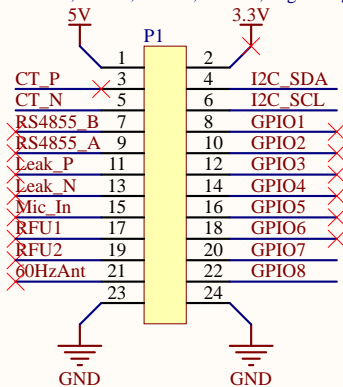 5V
3.3V
P1
1
2
CT_P
3
4
I2C_SDA
CT_N
5
6
I2C_SCL
RS4855_B
7
8
GPIO1
RS4855_A
9
10
GPIO2
Leak_P
11
12
GPIO3
Leak_N
13
14
GPIO4
Mic_In
15
16
GPIO5
RFU1
17
18
GPIO6
RFU2
19
20
GPIO7
60HzAnt
21
22
GPIO8
23
24
GND
GND